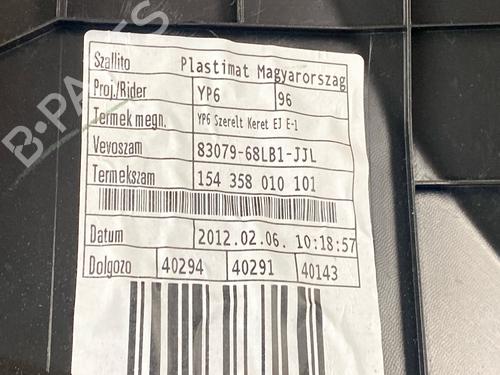 Szallito Plastimat Magyarorszag
Proj./Rider YP6 96
Termek megn. YP6 Szerelt Keret EJ E-1
Vevoszam 83079-68LB1-JJL
Termekszam 154 358 010 101
Datum 2012.02.06. 10:18:57
Dolgozo 40294 40291 40143
B-PARTS